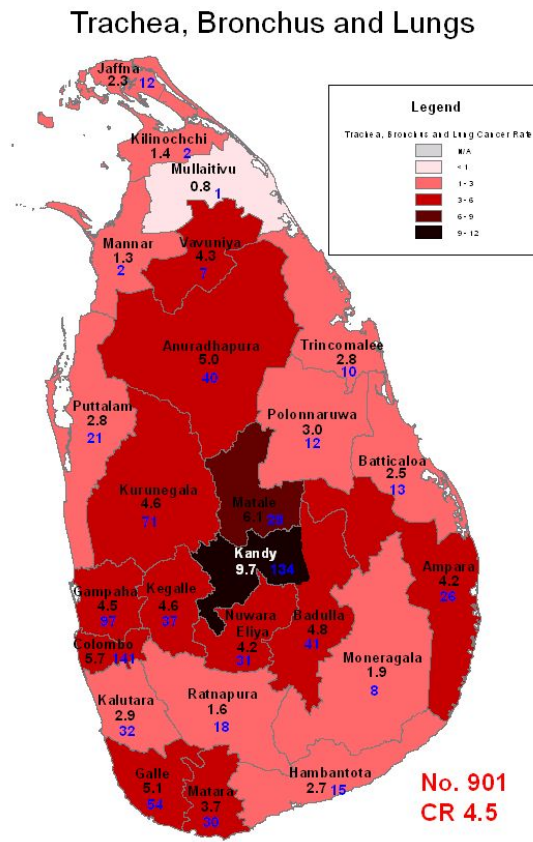 Trachea, Bronchus and Lungs
Jaffna
2.3 12
Kilinochchi
1.4 2
Mullaitivu
0.8 1
Legend
Trachea, Bronchus and Lung Cancer Rate
N/A
< 1
1 - 3
3 - 6
6 - 9
9 - 12
Mannar
1.3
2
Vavuniya
4.3
7
Anuradhapura
5.0
40
Trincomalee
2.8
10
Puttalam
2.8
21
Polonnaruwa
3.0
12
Batticaloa
2.5
13
Kurunegala
4.6
71
Matale
6.1 29
Kandy
9.7 134
Ampara
4.2
26
Gampaha
4.5
97
Kegalle
4.6
37
Nuwara
Eliya
4.2
31
Badulla
4.8
41
Colombo
5.7 141
Moneragala
1.9
8
Kalutara
2.9
32
Ratnapura
1.6
18
Galle
5.1
54
Matara
3.7
30
Hambantota
2.7 15
No. 901
CR 4.5